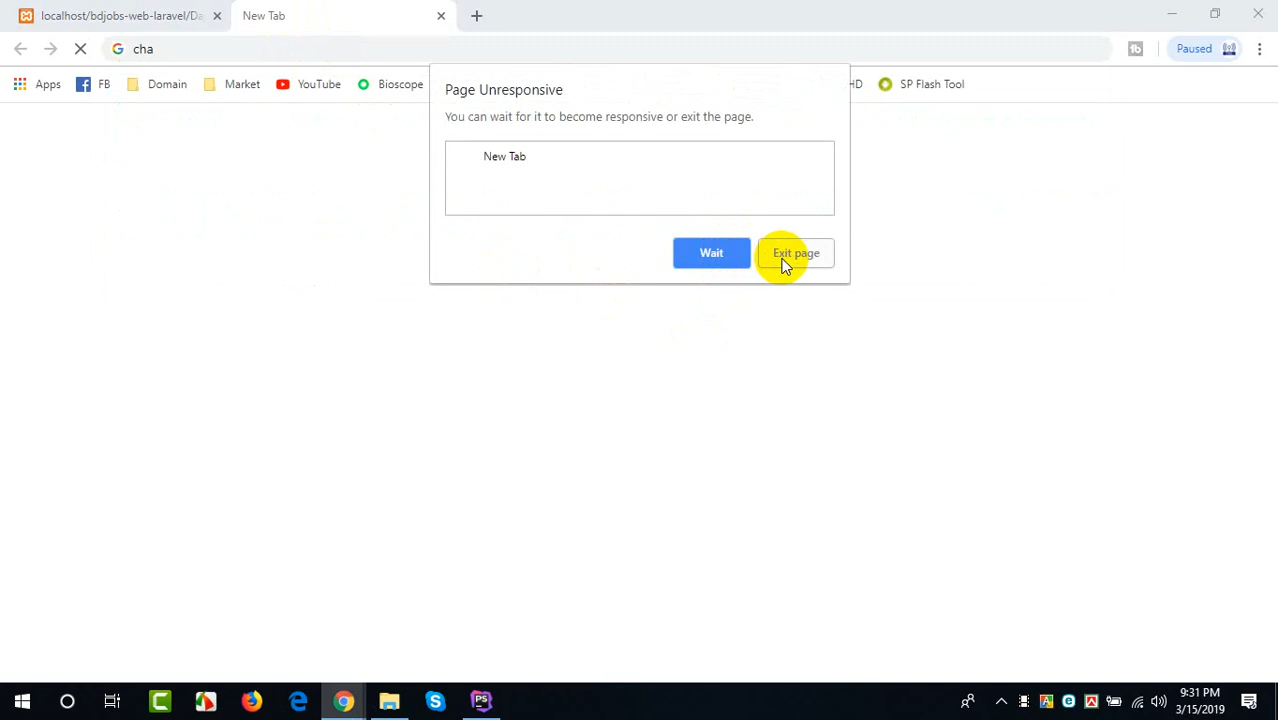 localhost/bdjobs-web-laravel/Da
New Tab
cha
Paused
Apps
FB
Domain
Market
YouTube
Bioscope
HD
SP Flash Tool
Page Unresponsive
You can wait for it to become responsive or exit the page.
New Tab
Wait
Exit page
9:31 PM
3/15/2019